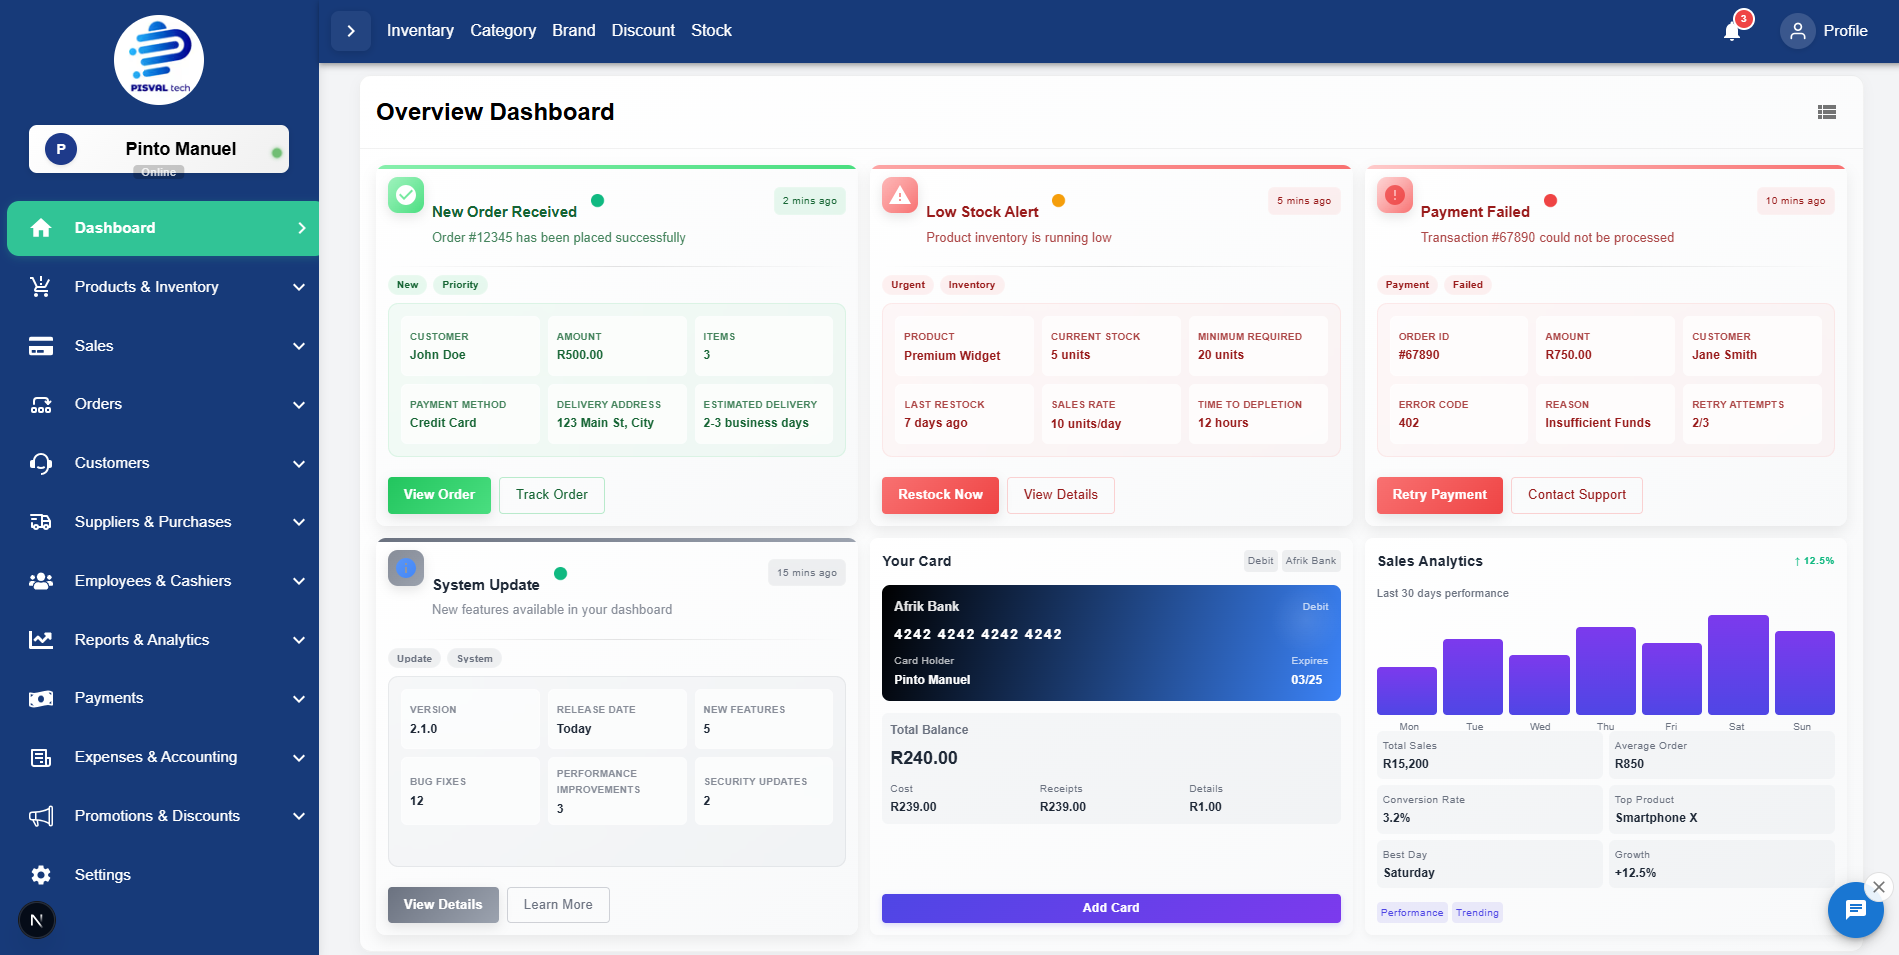 PISVAL tech
P
Pinto Manuel
Online
Dashboard
Products & Inventory
Sales
Orders
Customers
Suppliers & Purchases
Employees & Cashiers
Reports & Analytics
Payments
Expenses & Accounting
Promotions & Discounts
Settings
N
Inventory Category Brand Discount Stock
3
Profile
Overview Dashboard
New Order Received
2 mins ago
Order #12345 has been placed successfully
New Priority
CUSTOMER AMOUNT ITEMS
John Doe R500.00 3
PAYMENT METHOD DELIVERY ADDRESS ESTIMATED DELIVERY
Credit Card 123 Main St, City 2-3 business days
View Order Track Order
Low Stock Alert
5 mins ago
Product inventory is running low
Urgent Inventory
PRODUCT CURRENT STOCK MINIMUM REQUIRED
Premium Widget 5 units 20 units
LAST RESTOCK SALES RATE TIME TO DEPLETION
7 days ago 10 units/day 12 hours
Restock Now View Details
Payment Failed
10 mins ago
Transaction #67890 could not be processed
Payment Failed
ORDER ID AMOUNT CUSTOMER
#67890 R750.00 Jane Smith
ERROR CODE REASON RETRY ATTEMPTS
402 Insufficient Funds 2/3
Retry Payment Contact Support
System Update
15 mins ago
New features available in your dashboard
Update System
VERSION RELEASE DATE NEW FEATURES
2.1.0 Today 5
BUG FIXES PERFORMANCE IMPROVEMENTS SECURITY UPDATES
12 3 2
View Details Learn More
Your Card
Debit Afrik Bank
Afrik Bank Debit
4242 4242 4242 4242
Card Holder Expires
Pinto Manuel 03/25
Total Balance
R240.00
Cost Receipts Details
R239.00 R239.00 R1.00
Add Card
Sales Analytics ↑ 12.5%
Last 30 days performance
Mon Tue Wed Thu Fri Sat Sun
Total Sales Average Order
R15,200 R850
Conversion Rate Top Product
3.2% Smartphone X
Best Day Growth
Saturday +12.5%
Performance Trending